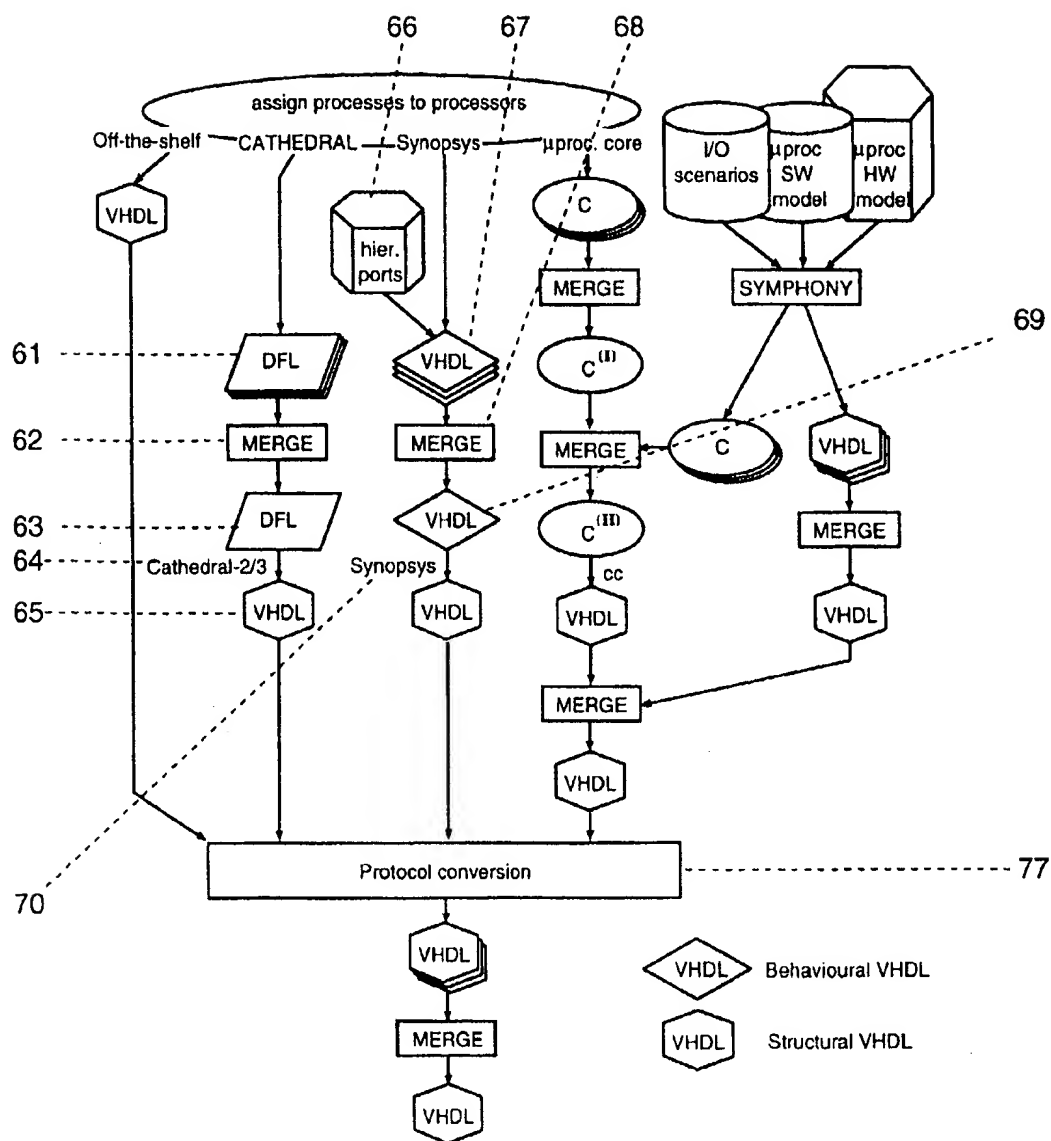 66
67
68
assign processes to processors
Off-the-shelf
CATHEDRAL
Synopsys
μproc. core
I/O
scenarios
μproc
SW
model
μproc
HW
model
VHDL
hier.
ports
C
MERGE
SYMPHONY
69
61
DFL
VHDL
C(I)
62
MERGE
MERGE
MERGE
C
VHDL
63
DFL
VHDL
C(II)
MERGE
64
Cathedral-2/3
Synopsys
cc
65
VHDL
VHDL
VHDL
VHDL
MERGE
VHDL
Protocol conversion
77
70
VHDL
VHDL
Behavioural VHDL
MERGE
VHDL
Structural VHDL
VHDL